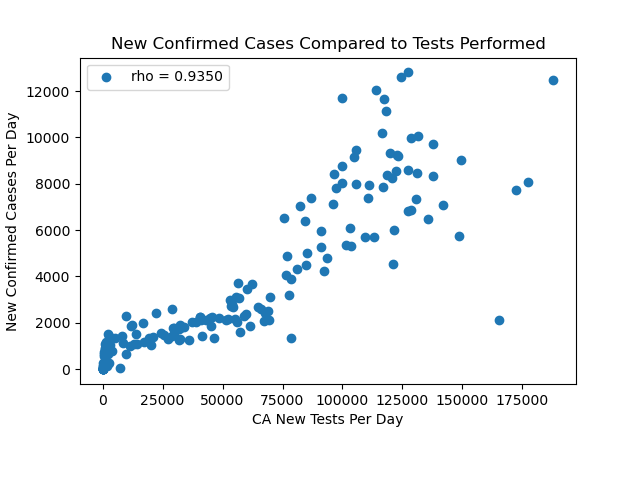 New Confirmed Cases Compared to Tests Performed
rho = 0.9350
New Confirmed Caeses Per Day
12000
10000
8000
6000
4000
2000
0
0 25000 50000 75000 100000 125000 150000 175000
CA New Tests Per Day